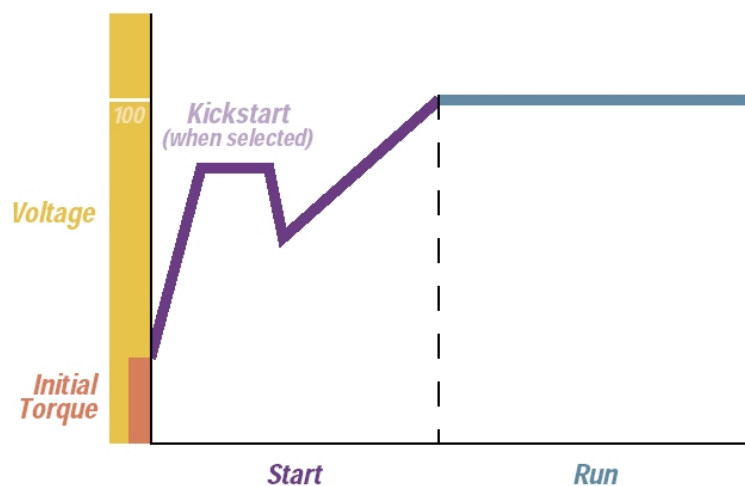 100
Kickstart
(when selected)
Voltage
Initial
Torque
Start
Run